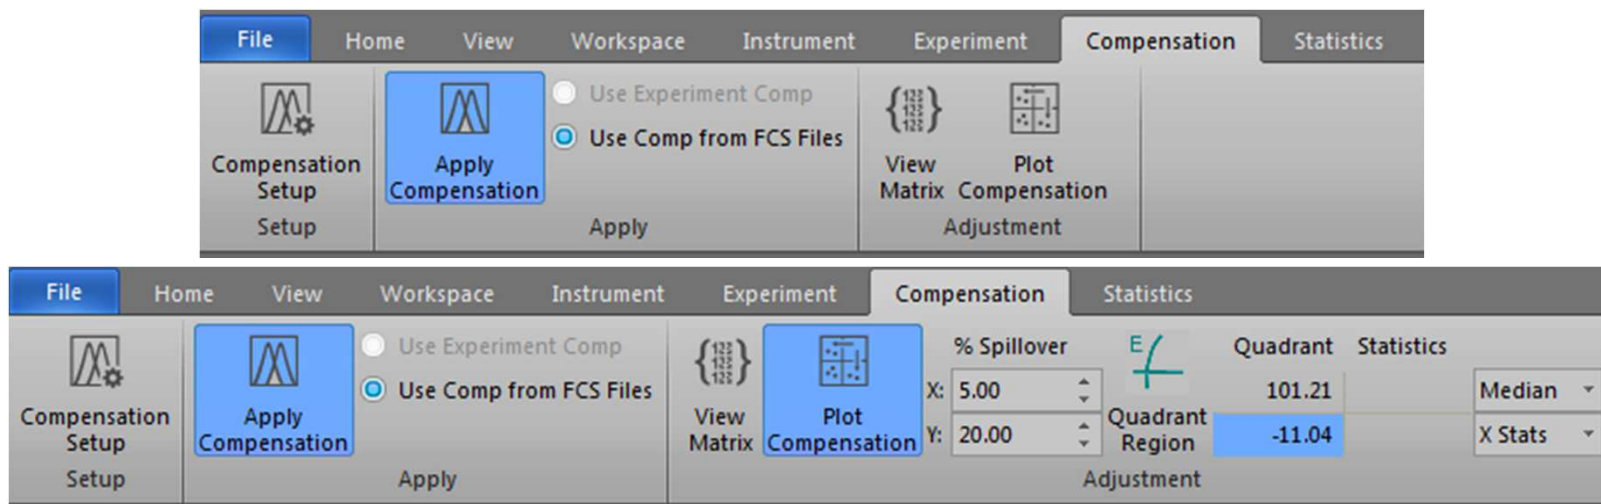 File Home View Workspace Instrument Experiment Compensation Statistics
Use Experiment Comp
Use Comp from FCS Files
Compensation Setup
Apply Compensation
View Matrix
Plot Compensation
Setup Apply Adjustment
File Home View Workspace Instrument Experiment Compensation Statistics
Use Experiment Comp
Use Comp from FCS Files
Compensation Setup
Apply Compensation
View Matrix
Plot Compensation
% Spillover
X: 5.00
Y: 20.00
E
Quadrant Region
Quadrant Statistics
101.21
-11.04
Median
X Stats
Setup Apply Adjustment